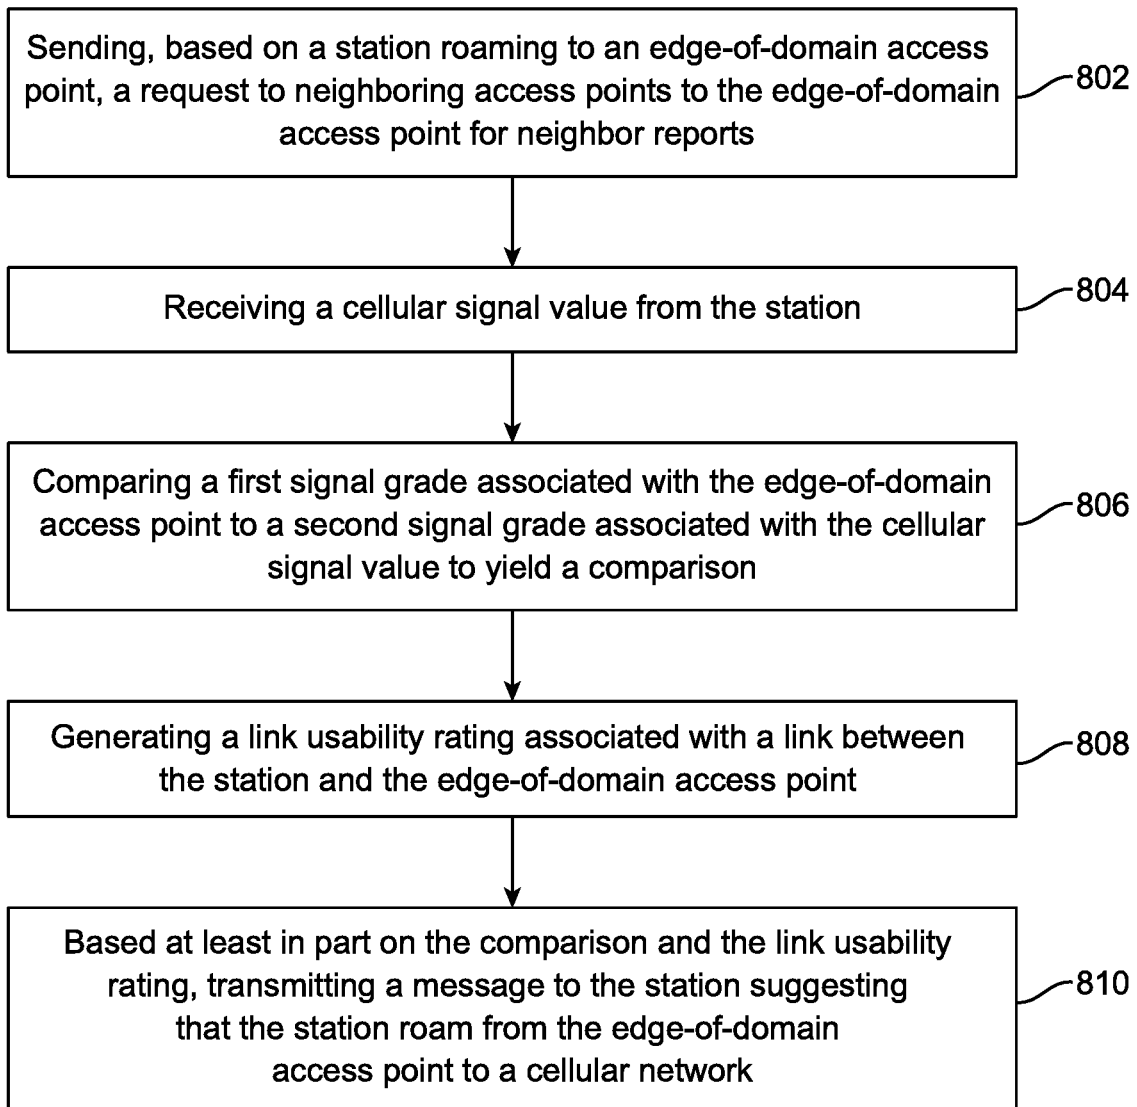 Sending, based on a station roaming to an edge-of-domain access
point, a request to neighboring access points to the edge-of-domain
access point for neighbor reports
802
Receiving a cellular signal value from the station
804
Comparing a first signal grade associated with the edge-of-domain
access point to a second signal grade associated with the cellular
signal value to yield a comparison
806
Generating a link usability rating associated with a link between
the station and the edge-of-domain access point
808
Based at least in part on the comparison and the link usability
rating, transmitting a message to the station suggesting
that the station roam from the edge-of-domain
access point to a cellular network
810